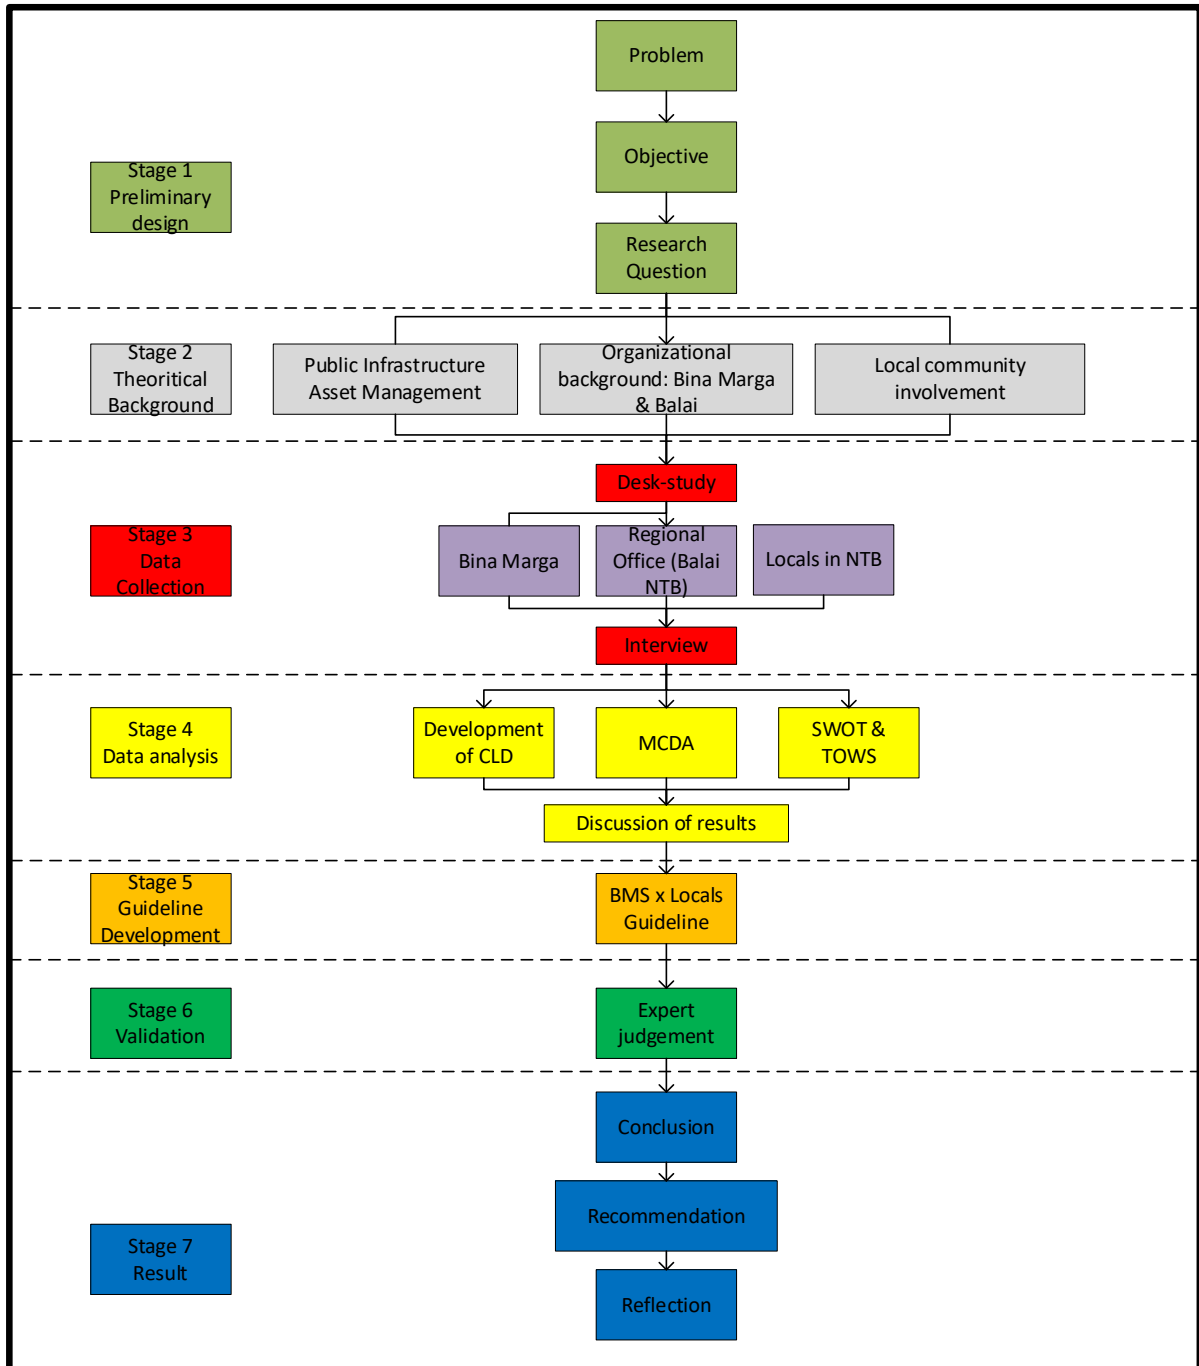 Problem
Objective
Stage 1
Preliminary
design
Research
Question
Stage 2
Theoritical
Background
Public Infrastructure
Asset Management
Organizational
background: Bina Marga
& Balai
Local community
involvement
Desk-study
Stage 3
Data
Collection
Bina Marga
Regional
Office (Balai
NTB)
Locals in NTB
Interview
Stage 4
Data analysis
Development
of CLD
MCDA
SWOT &
TOWS
Discussion of results
Stage 5
Guideline
Development
BMS x Locals
Guideline
Stage 6
Validation
Expert
judgement
Conclusion
Recommendation
Stage 7
Result
Reflection